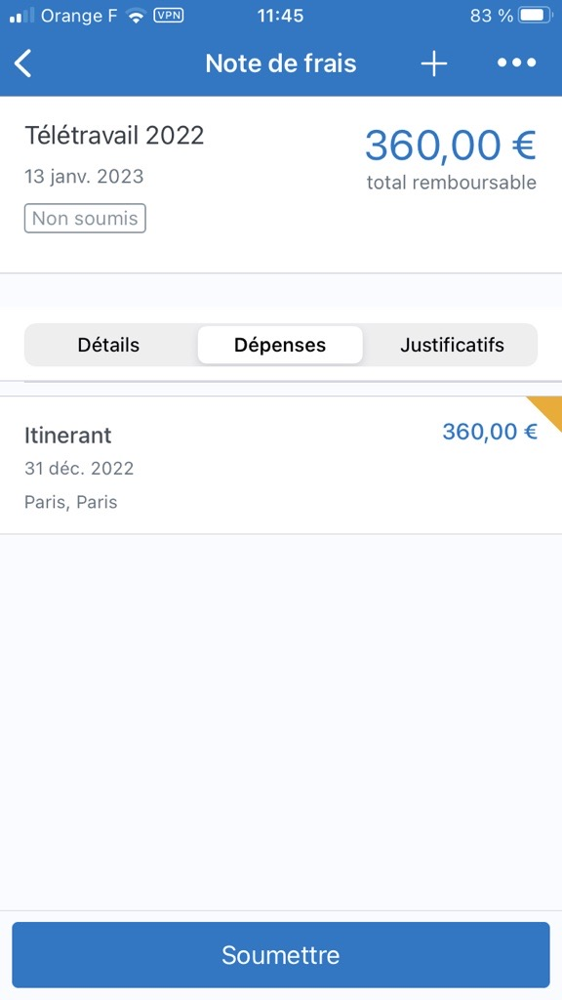 Orange F VPN 11:45 83 %
Note de frais
Télétravail 2022
360,00 €
13 janv. 2023
total remboursable
Non soumis
Détails Dépenses Justificatifs
Itinerant
360,00 €
31 déc. 2022
Paris, Paris
Soumettre